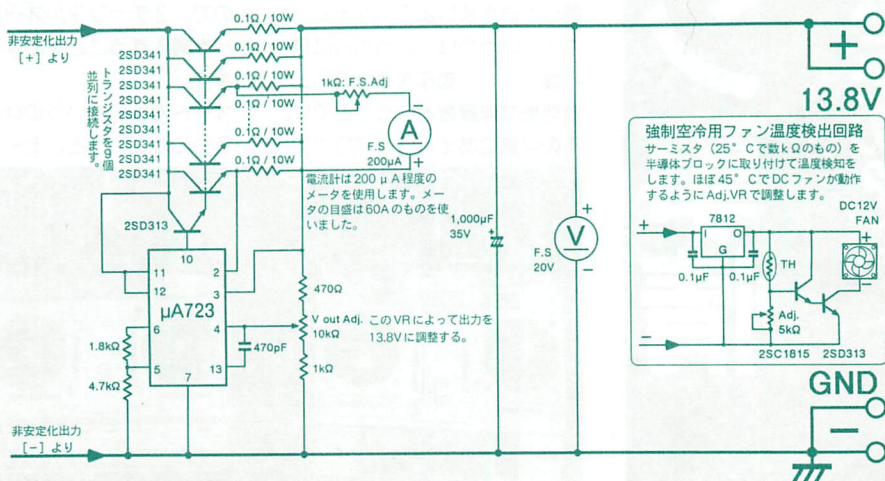 非安定化出力
[+] より
0.1Ω / 10W
0.1Ω / 10W
0.1Ω / 10W
0.1Ω / 10W
0.1Ω / 10W
0.1Ω / 10W
トランジスタを9個
並列に接続します。
2SD341
2SD341
2SD341
2SD341
2SD341
2SD341
2SD341
2SD341
2SD341
1kΩ: F.S.Adj
−
A
+
F.S
200μA
電流計は200 μA程度の
メータを使用します。メー
タの目盛は60Aのものを使
いました。
2SD313
10
11
12
6
5
7
2
3
4
13
μA723
1.8kΩ
4.7kΩ
470pF
470Ω
V out Adj.
10kΩ
1kΩ
このVRによって出力を
13.8Vに調整する。
1,000μF
35V
+
+
V
−
F.S
20V
+
13.8V
強制空冷用ファン温度検出回路
サーミスタ（25°Cで数kΩのもの）を
半導体ブロックに取り付けて温度検知を
します。ほぼ45°CでDCファンが動作
するようにAdj.VRで調整します。
+
7812
I
O
G
0.1μF
0.1μF
TH
DC12V
FAN
+
−
Adj.
5kΩ
−
2SC1815
2SD313
GND
−
非安定化出力
[−] より